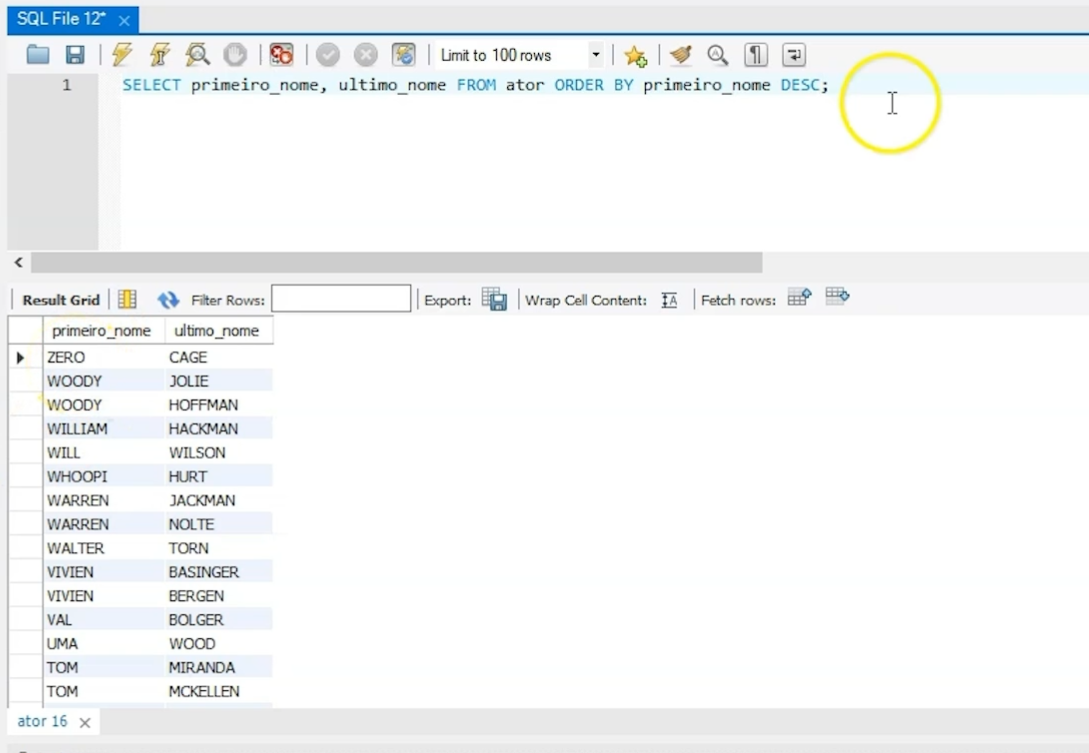 SQL File 12*
Limit to 100 rows
1 SELECT primeiro_nome, ultimo_nome FROM ator ORDER BY primeiro_nome DESC;
Result Grid Filter Rows: Export: Wrap Cell Content: Fetch rows:
primeiro_nome ultimo_nome
ZERO CAGE
WOODY JOLIE
WOODY HOFFMAN
WILLIAM HACKMAN
WILL WILSON
WHOOPI HURT
WARREN JACKMAN
WARREN NOLTE
WALTER TORN
VIVIEN BASINGER
VIVIEN BERGEN
VAL BOLGER
UMA WOOD
TOM MIRANDA
TOM MCKELLEN
ator 16